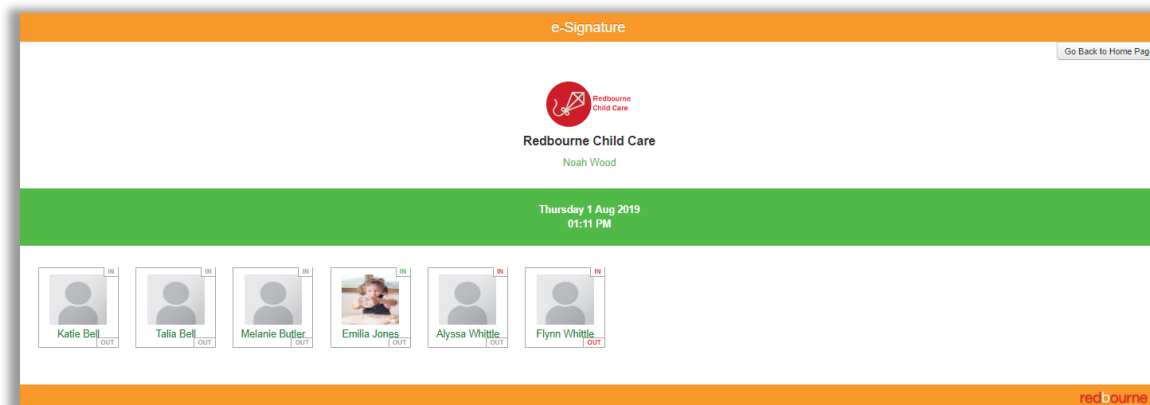 e-Signature
Go Back to Home Pag
Redbourne
Child Care
Redbourne Child Care
Noah Wood
Thursday 1 Aug 2019
01:11 PM
IN IN IN IN IN IN
Katie Bell Talia Bell Melanie Butler Emilia Jones Alyssa Whittle Flynn Whittle
OUT OUT OUT OUT OUT OUT
redbourne